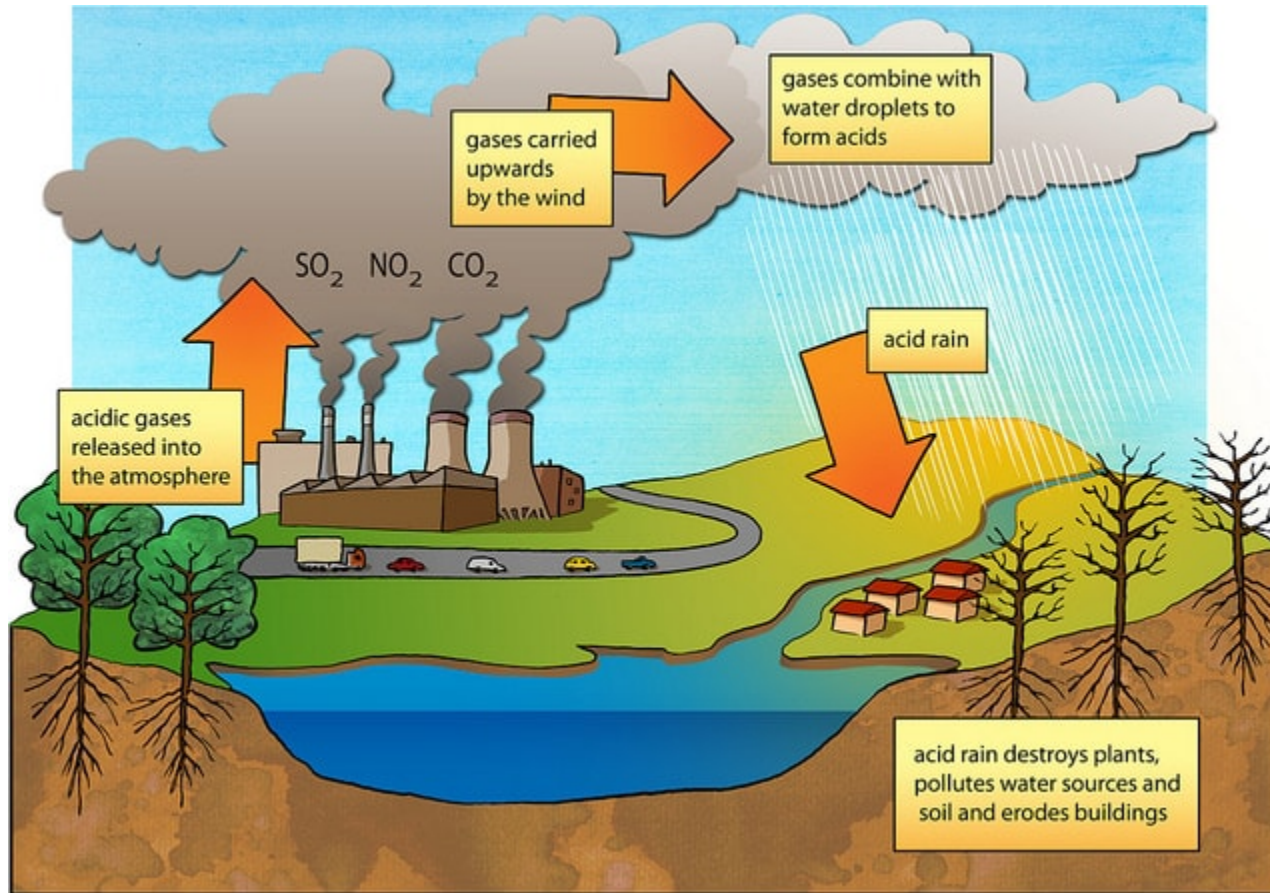 gases combine with
water droplets to
form acids
gases carried
upwards
by the wind
SO₂ NO₂ CO₂
acid rain
acidic gases
released into
the atmosphere
acid rain destroys plants,
pollutes water sources and
soil and erodes buildings